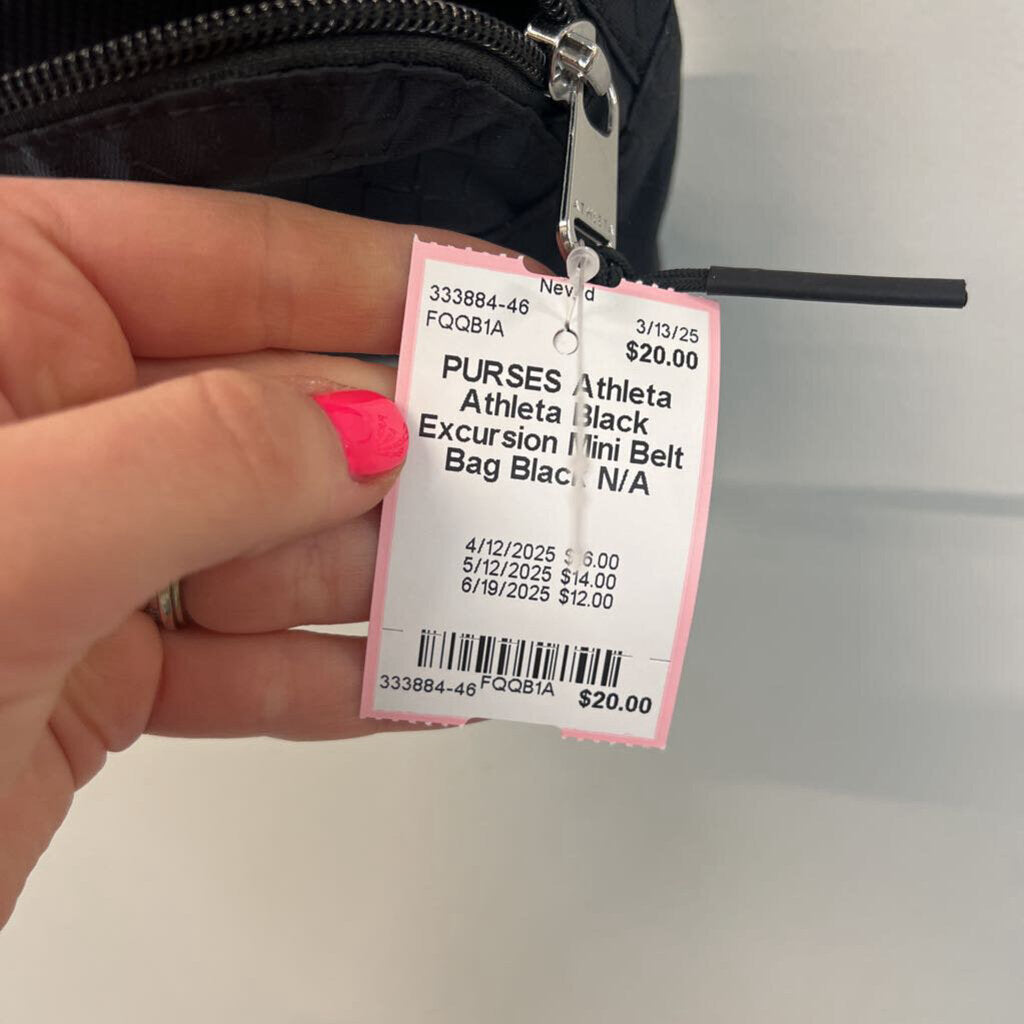 333884-46
FQQB1A
3/13/25
$20.00
PURSES Athleta
Athleta Black
Excursion Mini Belt
Bag Black N/A
4/12/2025 $16.00
5/12/2025 $14.00
6/19/2025 $12.00
333884-46 FQQB1A $20.00